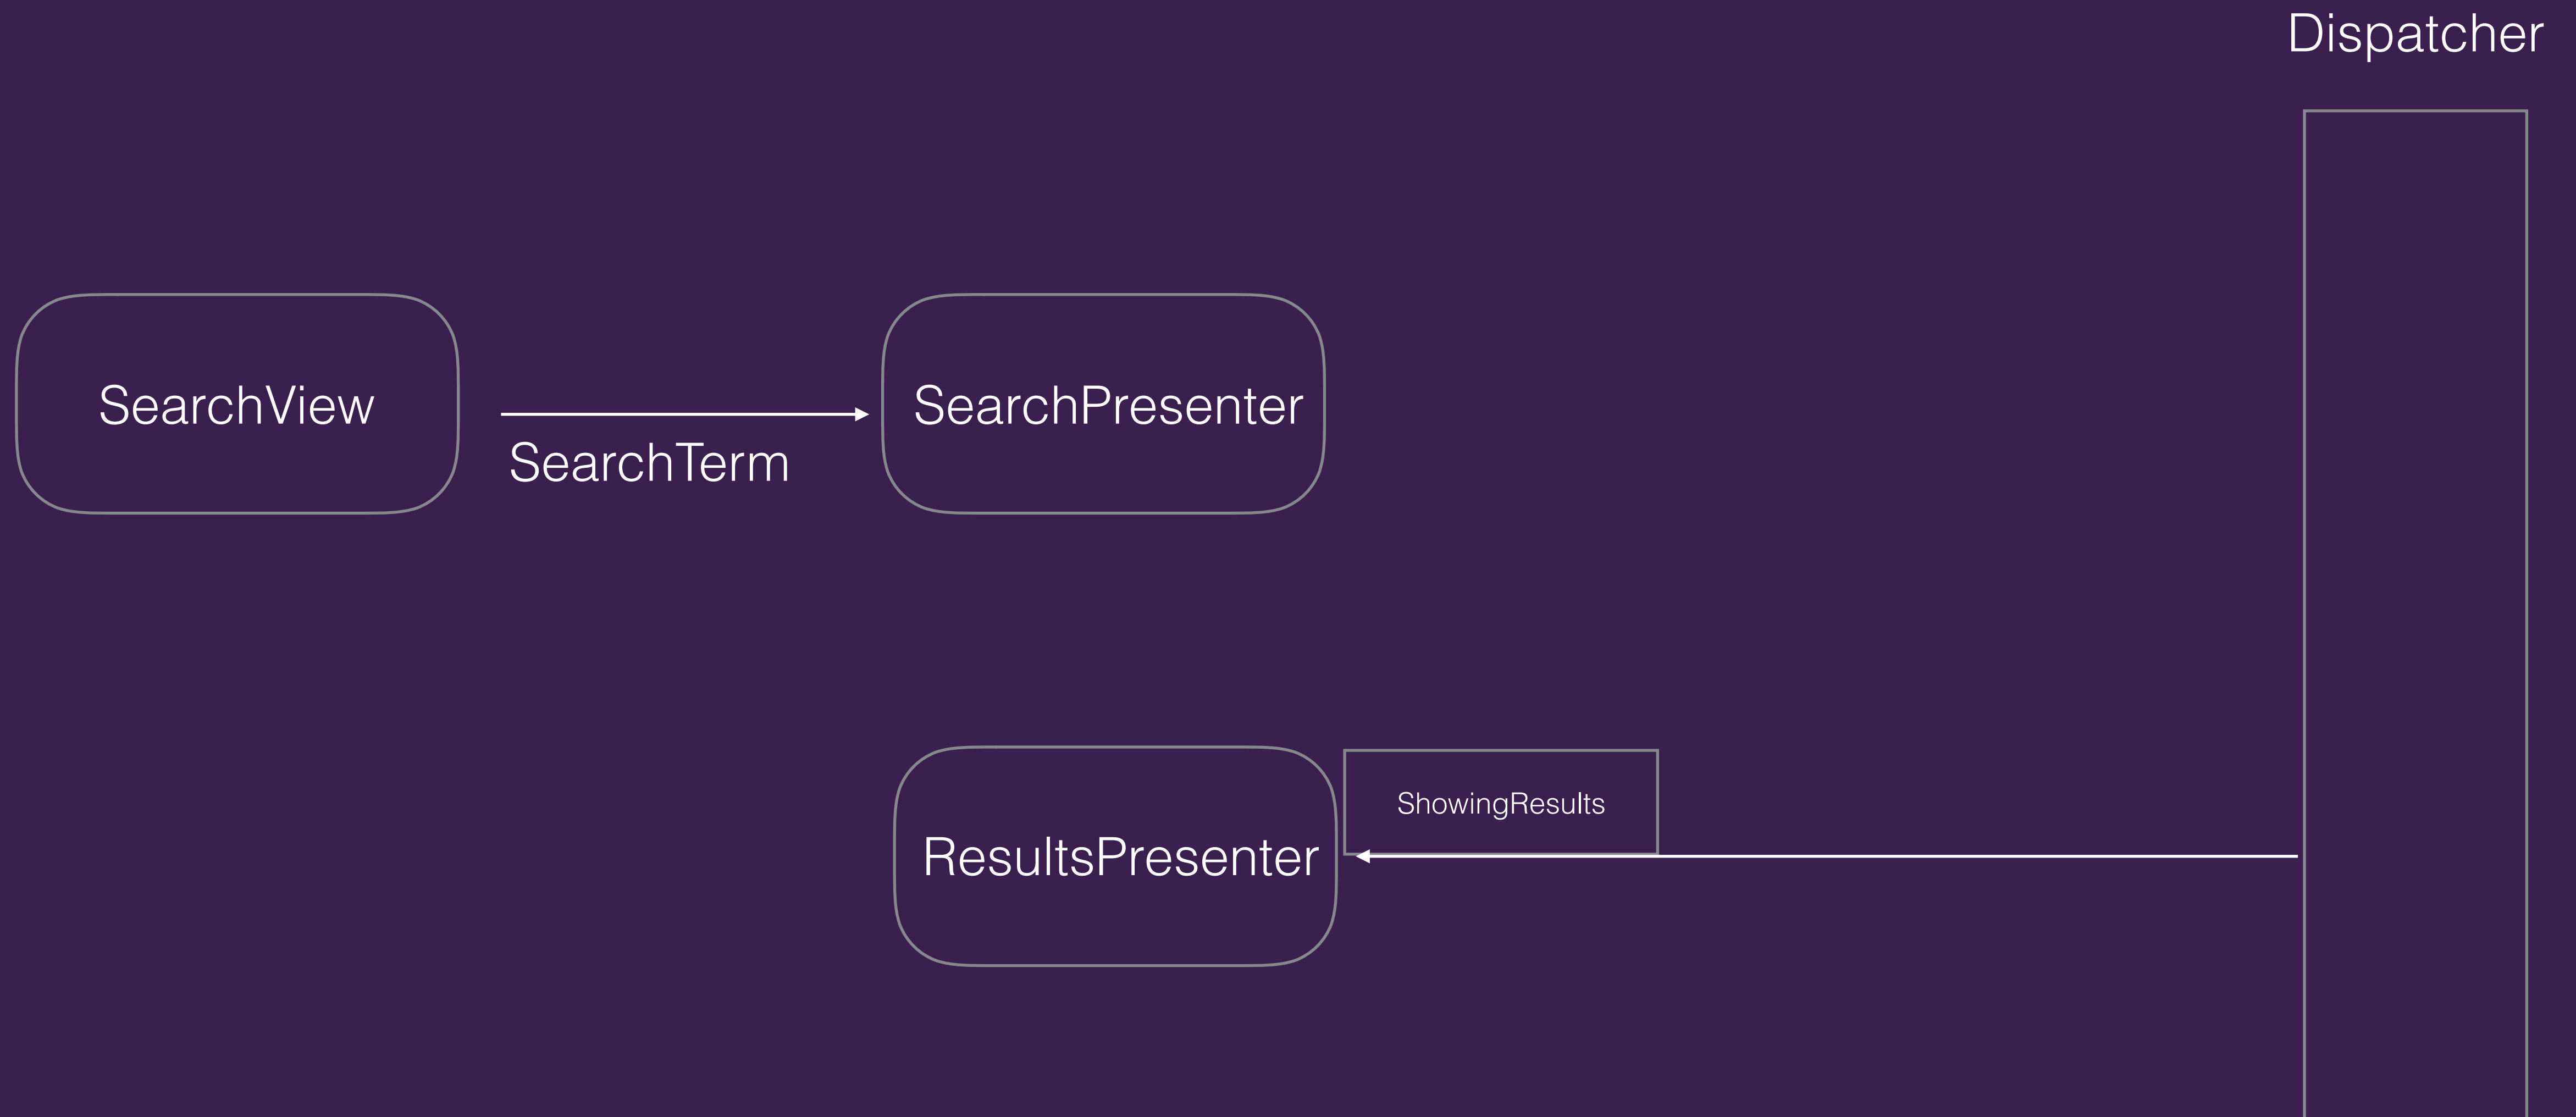 Dispatcher
SearchView
SearchTerm
SearchPresenter
ShowingResults
ResultsPresenter